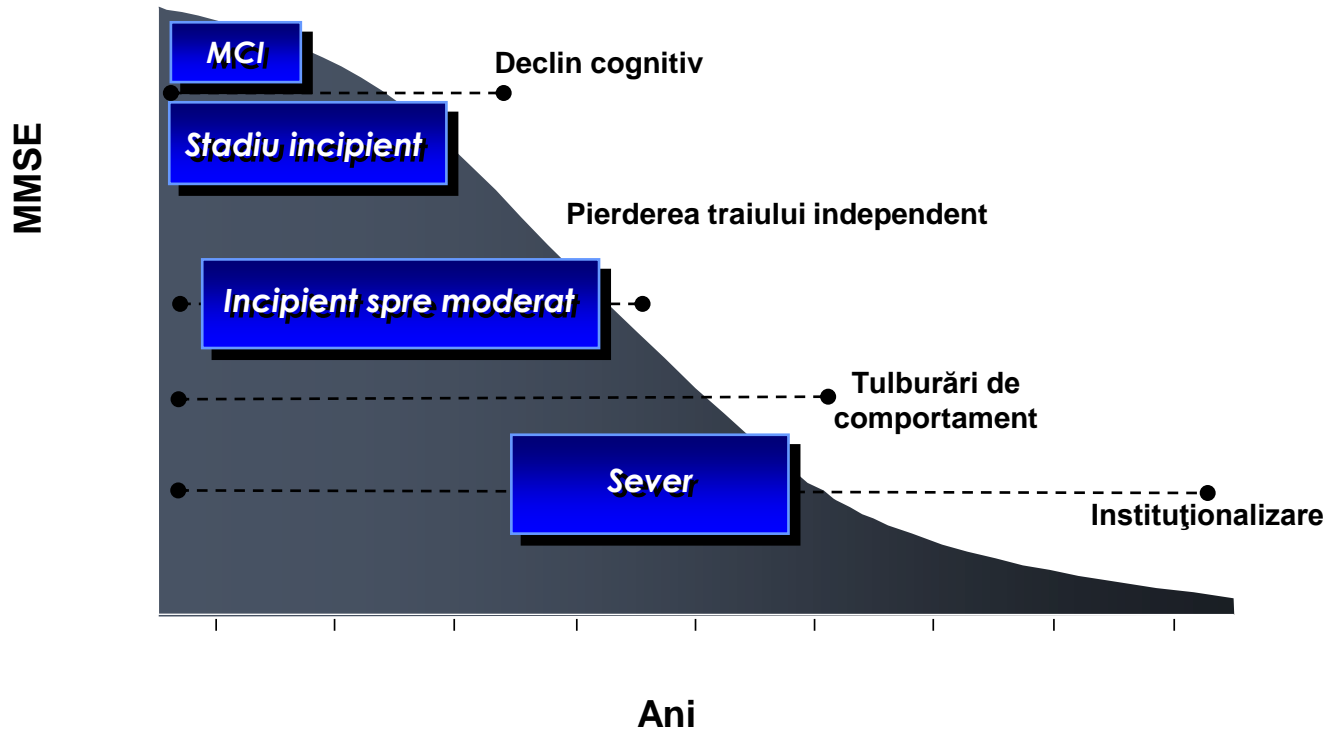 MCI
Declin cognitiv
MMSE
Stadiu incipient
Pierderea traiului independent
Incipient spre moderat
Tulburări de
comportament
Sever
Instituţionalizare
Ani